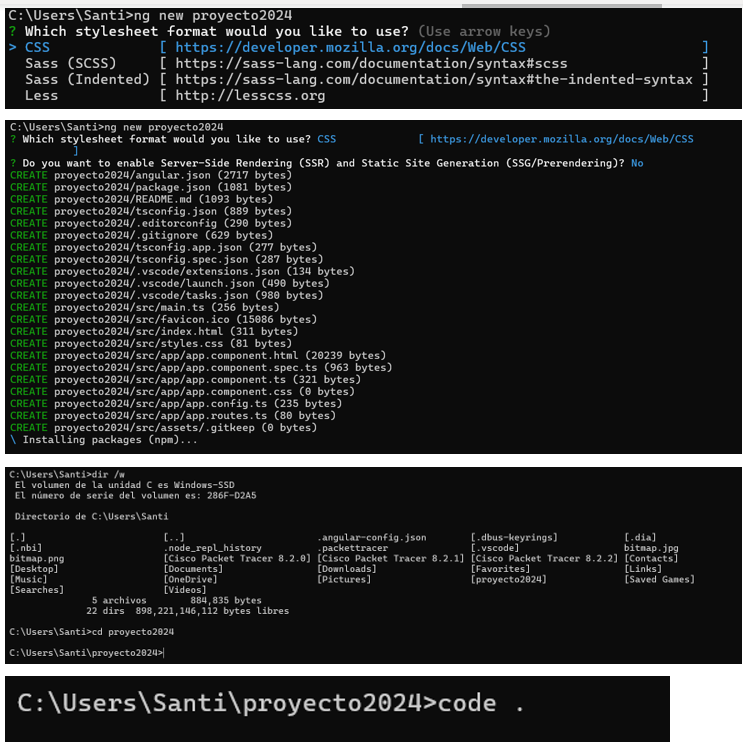 C:\Users\Santi>ng new proyecto2024
? Which stylesheet format would you like to use? (Use arrow keys)
> CSS [ https://developer.mozilla.org/docs/Web/CSS ]
Sass (SCSS) [ https://sass-lang.com/documentation/syntax#scss ]
Sass (Indented) [ https://sass-lang.com/documentation/syntax#the-indented-syntax ]
Less [ http://lesscss.org ]
C:\Users\Santi>ng new proyecto2024
? Which stylesheet format would you like to use? CSS [ https://developer.mozilla.org/docs/Web/CSS
]
? Do you want to enable Server-Side Rendering (SSR) and Static Site Generation (SSG/Prerendering)? No
CREATE proyecto2024/angular.json (2717 bytes)
CREATE proyecto2024/package.json (1081 bytes)
CREATE proyecto2024/README.md (1093 bytes)
CREATE proyecto2024/tsconfig.json (889 bytes)
CREATE proyecto2024/.editorconfig (290 bytes)
CREATE proyecto2024/.gitignore (629 bytes)
CREATE proyecto2024/tsconfig.app.json (277 bytes)
CREATE proyecto2024/tsconfig.spec.json (287 bytes)
CREATE proyecto2024/.vscode/extensions.json (134 bytes)
CREATE proyecto2024/.vscode/launch.json (490 bytes)
CREATE proyecto2024/.vscode/tasks.json (980 bytes)
CREATE proyecto2024/src/main.ts (256 bytes)
CREATE proyecto2024/src/favicon.ico (15086 bytes)
CREATE proyecto2024/src/index.html (311 bytes)
CREATE proyecto2024/src/styles.css (81 bytes)
CREATE proyecto2024/src/app/app.component.html (20239 bytes)
CREATE proyecto2024/src/app/app.component.spec.ts (963 bytes)
CREATE proyecto2024/src/app/app.component.ts (321 bytes)
CREATE proyecto2024/src/app/app.component.css (0 bytes)
CREATE proyecto2024/src/app/app.config.ts (235 bytes)
CREATE proyecto2024/src/app/app.routes.ts (80 bytes)
CREATE proyecto2024/src/assets/.gitkeep (0 bytes)
\ Installing packages (npm)...
C:\Users\Santi>dir /w
El volumen de la unidad C es Windows-SSD
El número de serie del volumen es: 286F-D2A5
Directorio de C:\Users\Santi
[.] [..] .angular-config.json [.dbus-keyrings] [.dia]
[.nbi] .node_repl_history .packettracer [.vscode] bitmap.jpg
bitmap.png [Cisco Packet Tracer 8.2.0] [Cisco Packet Tracer 8.2.1] [Cisco Packet Tracer 8.2.2] [Contacts]
[Desktop] [Documents] [Downloads] [Favorites] [Links]
[Music] [OneDrive] [Pictures] [proyecto2024] [Saved Games]
[Searches] [Videos]
5 archivos 884,835 bytes
22 dirs 898,221,146,112 bytes libres
C:\Users\Santi>cd proyecto2024
C:\Users\Santi\proyecto2024>
C:\Users\Santi\proyecto2024>code .